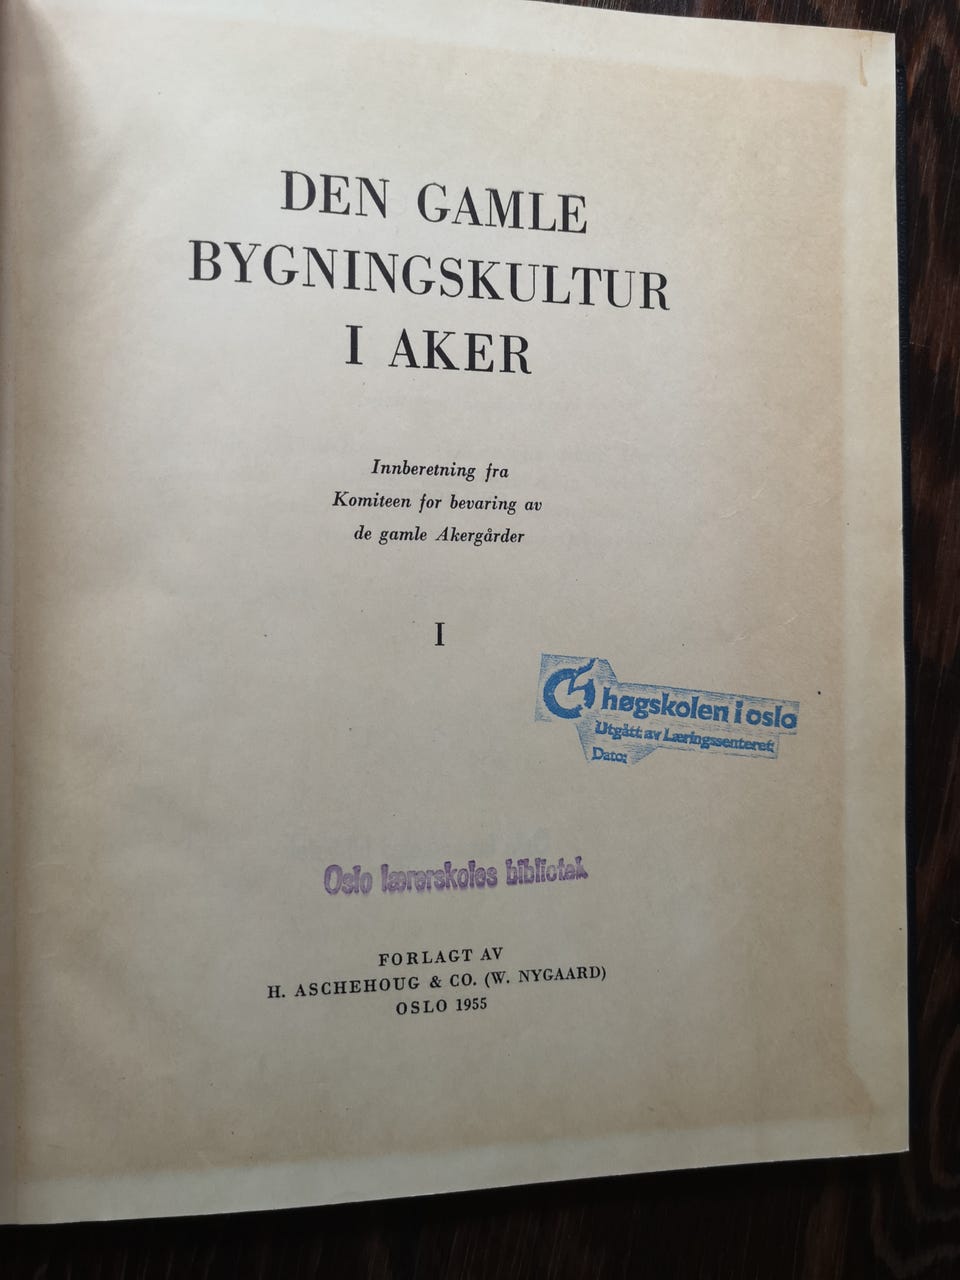 DEN GAMLE
BYGNINGSKULTUR
I AKER
Innberetning fra
Komiteen for bevaring av
de gamle Akergårder
I
høgskolen i oslo
Utgått av Læringssenteret
Dato:
Oslo lærerskoles bibliotek
FORLAGT AV
H. ASCHEHOUG & CO. (W. NYGAARD)
OSLO 1955